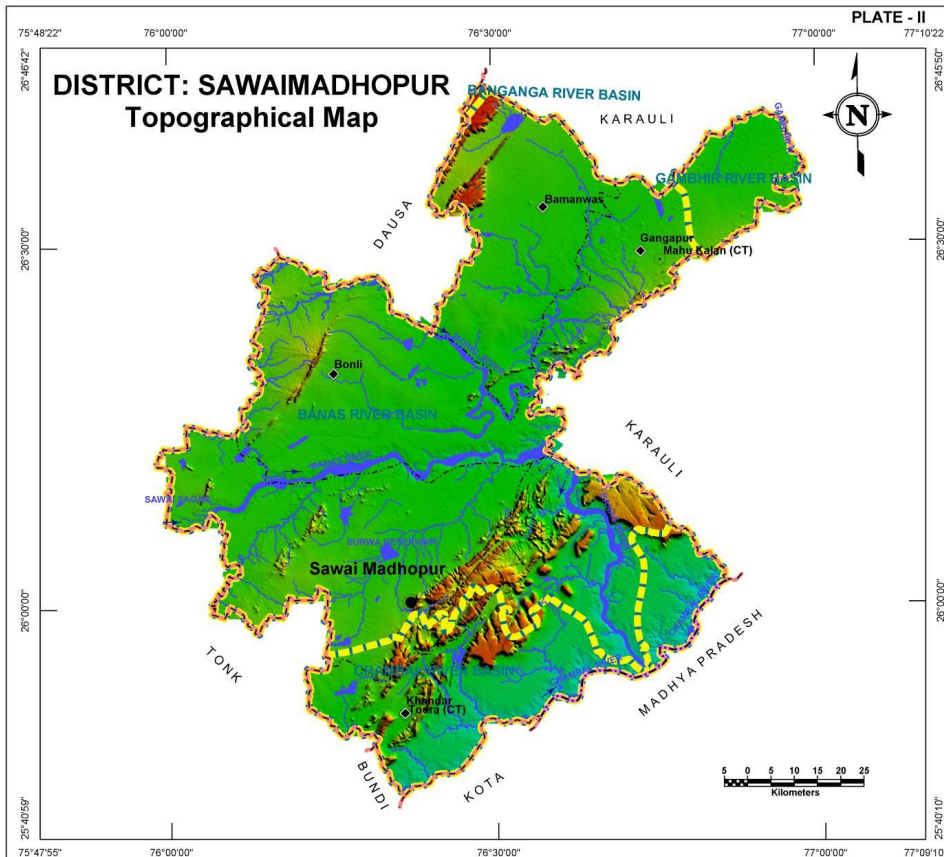 PLATE - II
75°48'22"
76°00'00"
76°30'00"
77°00'00"
77°10'22"
26°46'42"
26°45'50"
DISTRICT: SAWAIMADHOPUR
Topographical Map
N
BANGANGA RIVER BASIN
KARAULI
GAMBHIR RIVER BASIN
DAUSA
Bamanwas
Gangapur
Mahu Kalan (CT)
26°30'00"
26°30'00"
Bonli
BANAS RIVER BASIN
KARAULI
SAWAI SAGAR
SURWA RESERVOIR
Sawai Madhopur
26°00'00"
26°00'00"
TONK
CHAMBAL RIVER BASIN
MADHYA PRADESH
Khandar
Todra (CT)
BUNDI
KOTA
5 0 5 10 15 20 25
Kilometers
25°40'59"
25°40'10"
75°47'55"
76°00'00"
76°30'00"
77°00'00"
77°09'10"